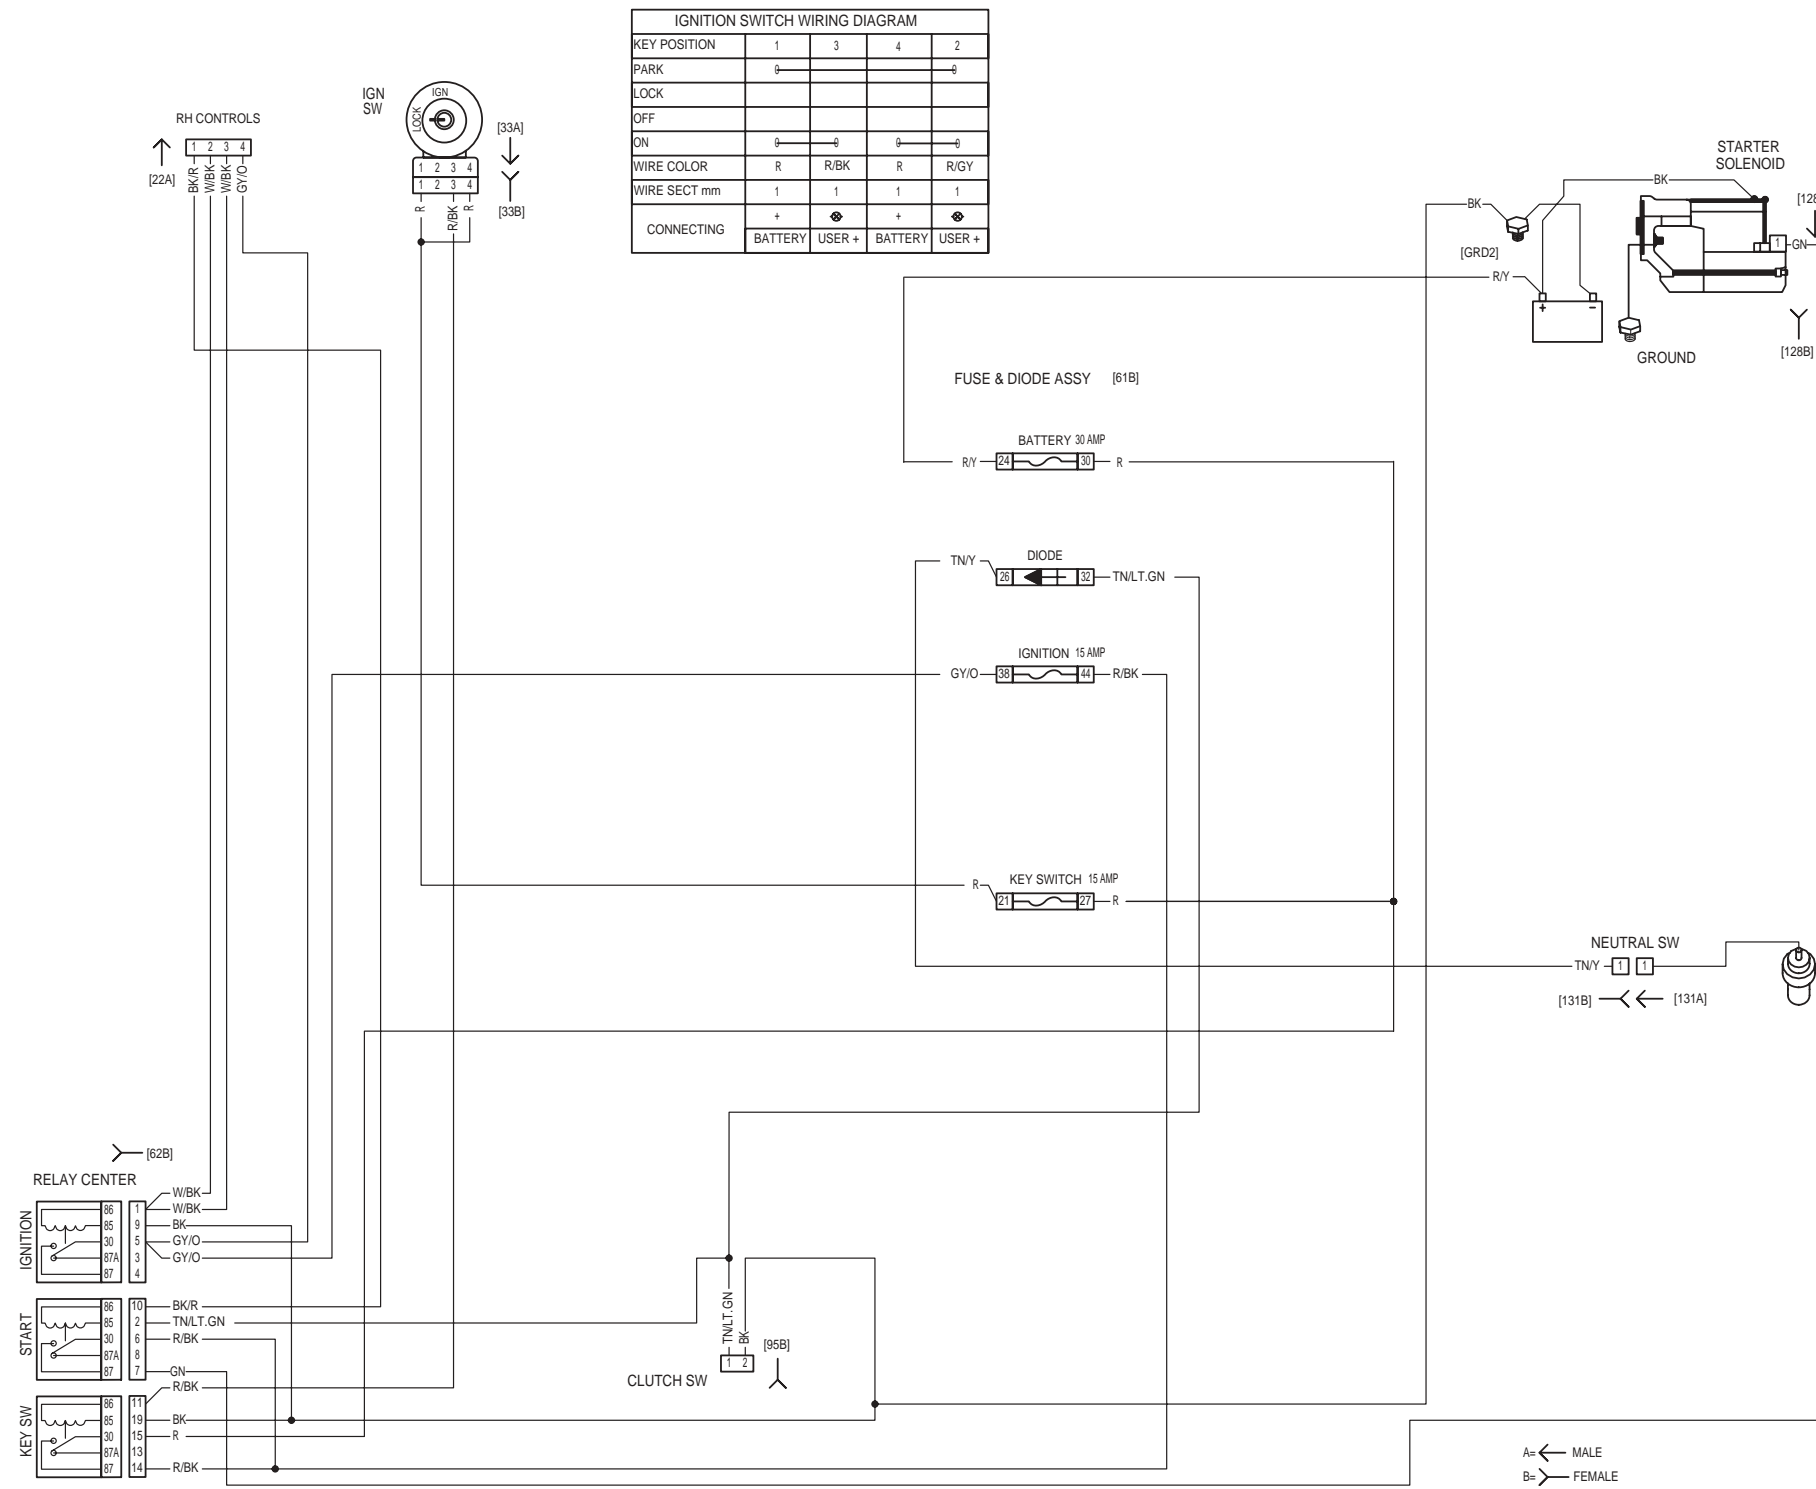 IGNITION SWITCH WIRING DIAGRAM
KEY POSITION 1 3 4 2
PARK 0 0
LOCK
OFF
ON 0 0 0 0
WIRE COLOR R R/BK R R/GY
WIRE SECT mm 1 1 1 1
CONNECTING + +
BATTERY USER + BATTERY USER +
RH CONTROLS
1 2 3 4
[22A]
BK/R
W/BK
W/BK
GY/O
IGN
SW
IGN
LOCK
1 2 3 4
1 2 3 4
[33A]
[33B]
R
R/BK
R
STARTER
SOLENOID
BK
BK
[GRD2]
R/Y
+ -
GROUND
1
GN
[128
[128B]
FUSE & DIODE ASSY [61B]
BATTERY 30 AMP
R/Y 24 30 R
DIODE
TN/Y 26 32 TN/LT.GN
IGNITION 15 AMP
GY/O 38 44 R/BK
KEY SWITCH 15 AMP
R 21 27 R
NEUTRAL SW
TN/Y 1 1
[131B] [131A]
[62B]
RELAY CENTER
IGNITION
86 1 W/BK
W/BK
85 9 BK
30 5 GY/O
87A 3 GY/O
87 4
START
86 10 BK/R
85 2 TN/LT.GN
30 6 R/BK
87A 8
87 7 GN
KEY SW
86 11 R/BK
85 19 BK
30 15 R
87A 13
87 14 R/BK
TN/LT.GN
BK
1 2
[95B]
CLUTCH SW
A= MALE
B= FEMALE